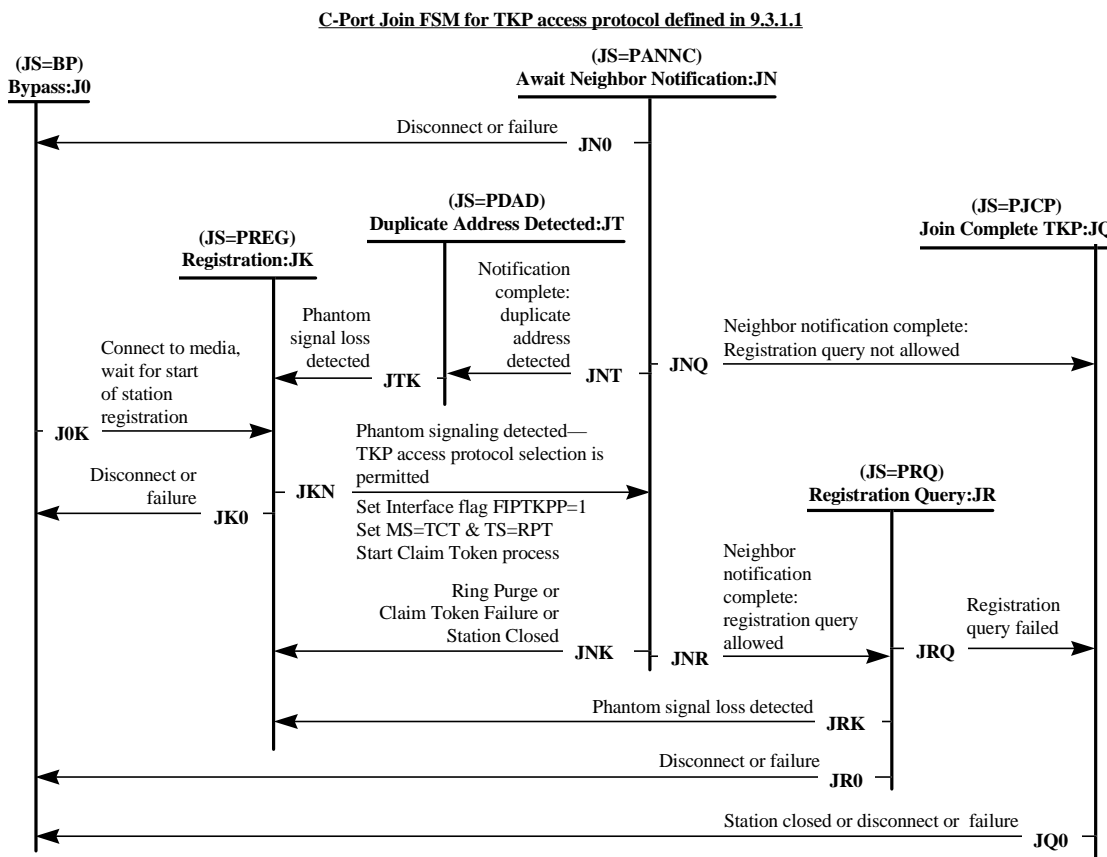 C-Port Join FSM for TKP access protocol defined in 9.3.1.1
(JS=BP)
Bypass:J0
(JS=PANNC)
Await Neighbor Notification:JN
Disconnect or failure
JN0
(JS=PDAD)
Duplicate Address Detected:JT
(JS=PJCP)
Join Complete TKP:JQ
(JS=PREG)
Registration:JK
Notification
complete:
duplicate
address
detected
JNT
Phantom
signal loss
detected
JTK
Neighbor notification complete:
Registration query not allowed
JNQ
Connect to media,
wait for start
of station
registration
J0K
Phantom signaling detected—
TKP access protocol selection is
permitted
JKN
Set Interface flag FIPTKPP=1
Set MS=TCT & TS=RPT
Start Claim Token process
Disconnect or
failure
JK0
(JS=PRQ)
Registration Query:JR
Ring Purge or
Claim Token Failure or
Station Closed
JNK
Neighbor
notification
complete:
registration query
allowed
JNR
Registration
query failed
JRQ
Phantom signal loss detected
JRK
Disconnect or failure
JR0
Station closed or disconnect or failure
JQ0